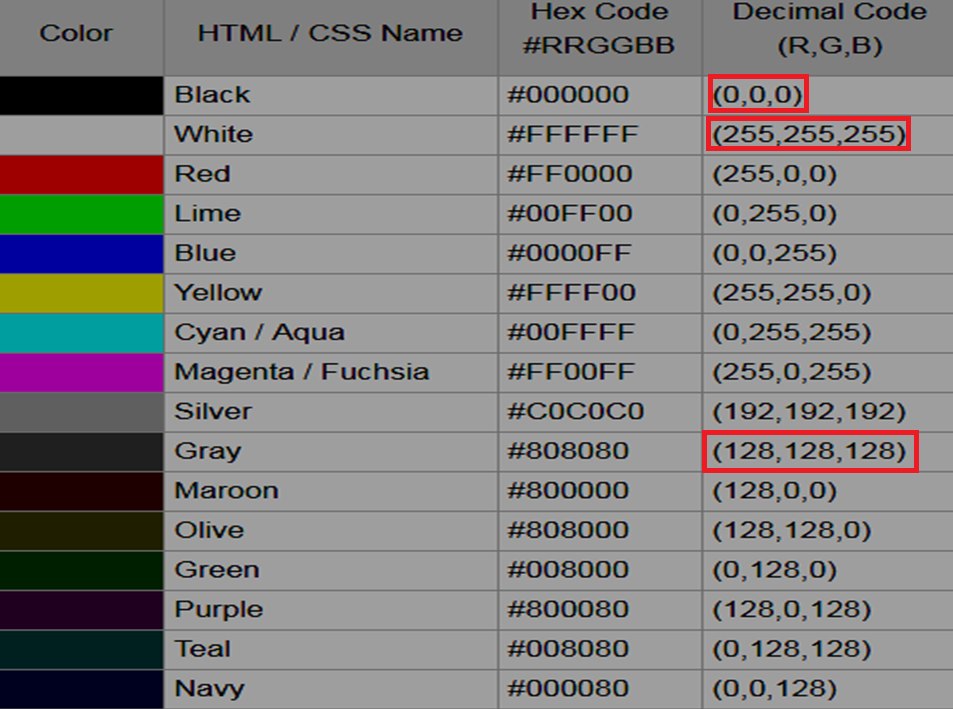 Color HTML / CSS Name Hex Code #RRGGBB Decimal Code (R,G,B)
Black #000000 (0,0,0)
White #FFFFFF (255,255,255)
Red #FF0000 (255,0,0)
Lime #00FF00 (0,255,0)
Blue #0000FF (0,0,255)
Yellow #FFFF00 (255,255,0)
Cyan / Aqua #00FFFF (0,255,255)
Magenta / Fuchsia #FF00FF (255,0,255)
Silver #C0C0C0 (192,192,192)
Gray #808080 (128,128,128)
Maroon #800000 (128,0,0)
Olive #808000 (128,128,0)
Green #008000 (0,128,0)
Purple #800080 (128,0,128)
Teal #008080 (0,128,128)
Navy #000080 (0,0,128)